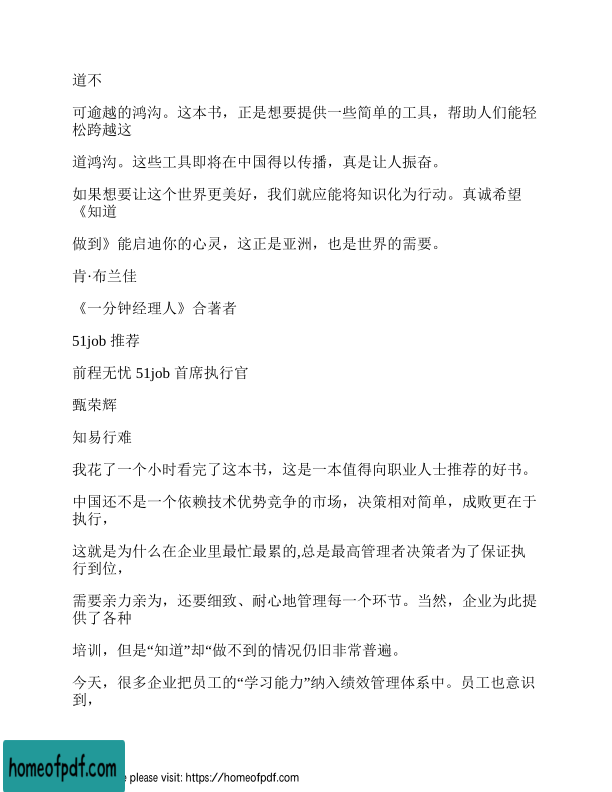 道不
可逾越的鸿沟。这本书，正是想要提供一些简单的工具，帮助人们能轻
松跨越这
道鸿沟。这些工具即将在中国得以传播，真是让人振奋。
如果想要让这个世界更美好，我们就应能将知识化为行动。真诚希望
《知道
做到》能启迪你的心灵，这正是亚洲，也是世界的需要。
肯·布兰佳
《一分钟经理人》合著者
51job 推荐
前程无忧 51job 首席执行官
甄荣辉
知易行难
我花了一个小时看完了这本书，这是一本值得向职业人士推荐的好书。
中国还不是一个依赖技术优势竞争的市场，决策相对简单，成败更在于
执行，
这就是为什么在企业里最忙最累的,总是最高管理者决策者为了保证执
行到位，
需要亲力亲为，还要细致、耐心地管理每一个环节。当然，企业为此提
供了各种
培训，但是“知道”却“做不到的情况仍旧非常普遍。
今天，很多企业把员工的“学习能力”纳入绩效管理体系中。员工也意识
到，
homeofpdf.com
e please visit: https://homeofpdf.com